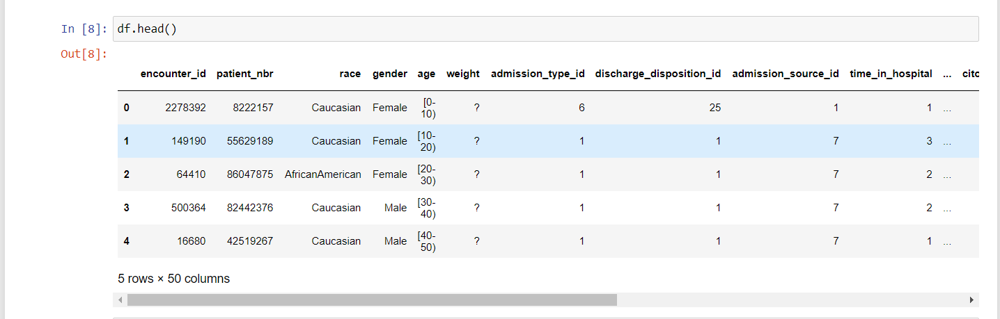 In [8]: df.head()
Out[8]:
encounter_id patient_nbr race gender age weight admission_type_id discharge_disposition_id admission_source_id time_in_hospital ... cito
0 2278392 8222157 Caucasian Female [0-10) ? 6 25 1 1 ...
1 149190 55629189 Caucasian Female [10-20) ? 1 1 7 3 ...
2 64410 86047875 AfricanAmerican Female [20-30) ? 1 1 7 2 ...
3 500364 82442376 Caucasian Male [30-40) ? 1 1 7 2 ...
4 16680 42519267 Caucasian Male [40-50) ? 1 1 7 1 ...
5 rows × 50 columns